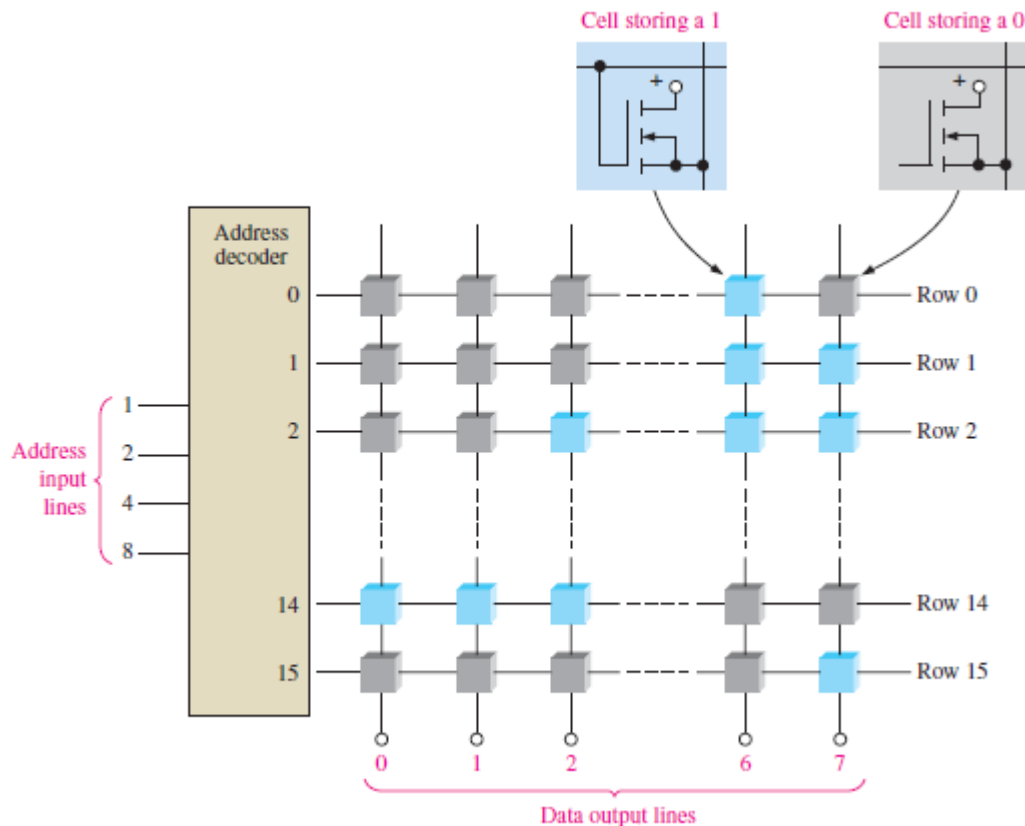 Cell storing a 1
Cell storing a 0
+
+
Address
decoder
0
Row 0
1
Row 1
1
2
Row 2
Address
input
lines
2
4
8
14
Row 14
15
Row 15
0 1 2 6 7
Data output lines